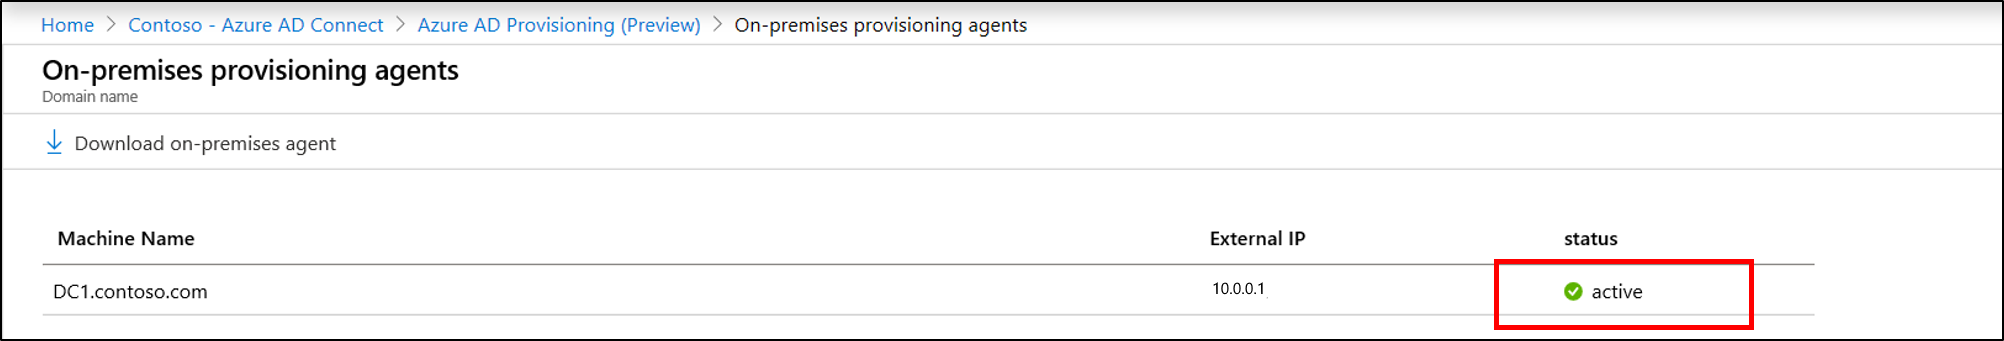 Home > Contoso - Azure AD Connect > Azure AD Provisioning (Preview) > On-premises provisioning agents
On-premises provisioning agents
Domain name
Download on-premises agent
Machine Name External IP status
DC1.contoso.com 10.0.0.1 active